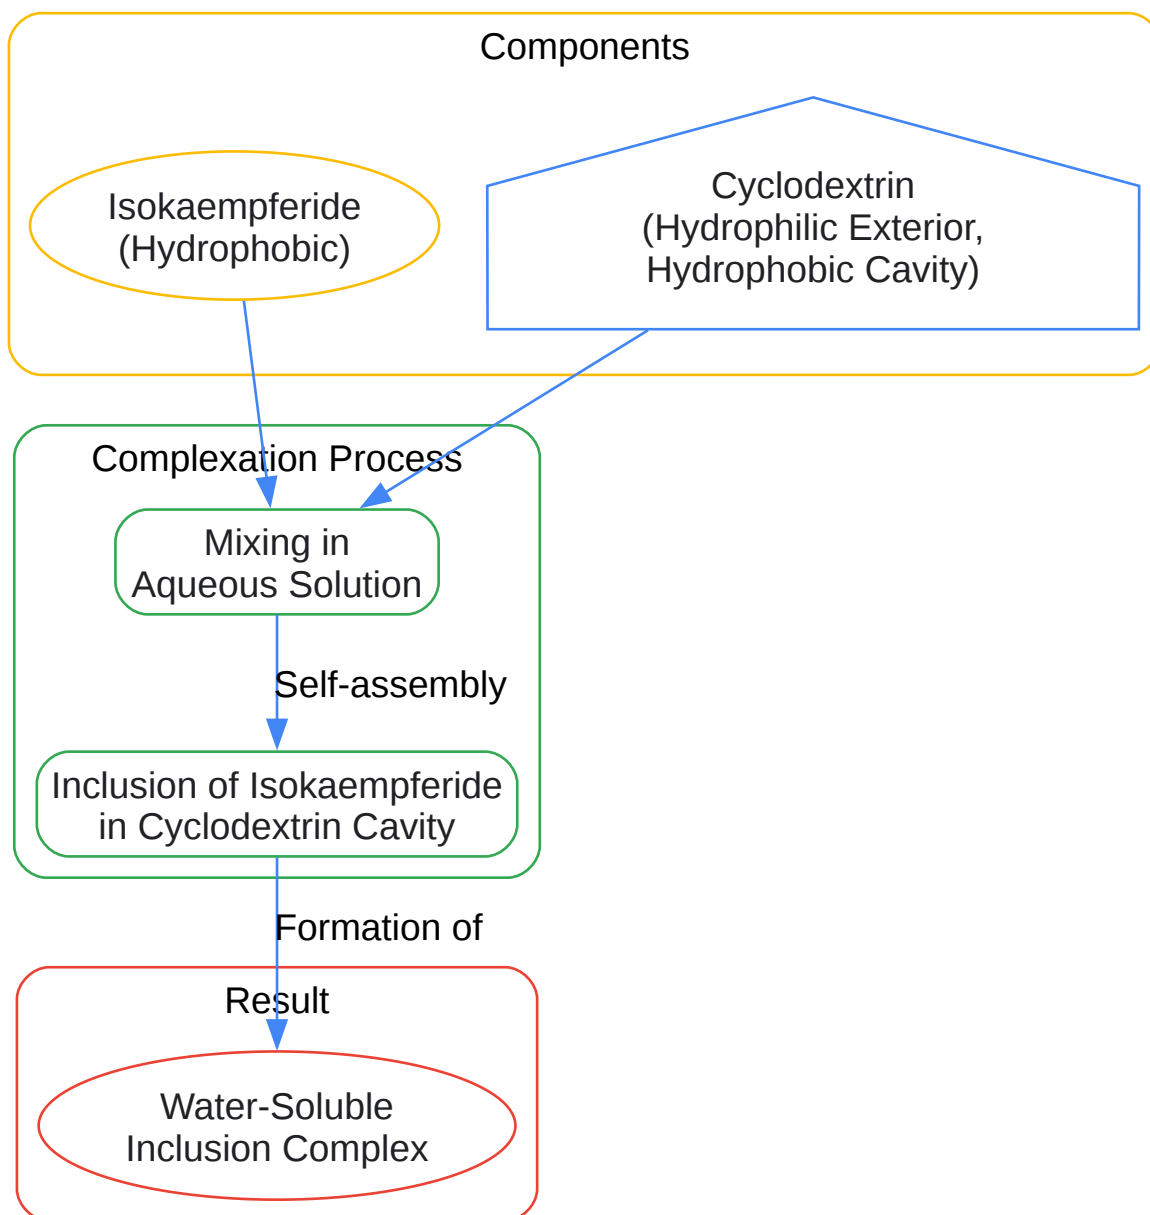 Components
Isokaempferide
(Hydrophobic)
Cyclodextrin
(Hydrophilic Exterior,
Hydrophobic Cavity)
Complexation Process
Mixing in
Aqueous Solution
Self-assembly
Inclusion of Isokaempferide
in Cyclodextrin Cavity
Formation of
Result
Water-Soluble
Inclusion Complex